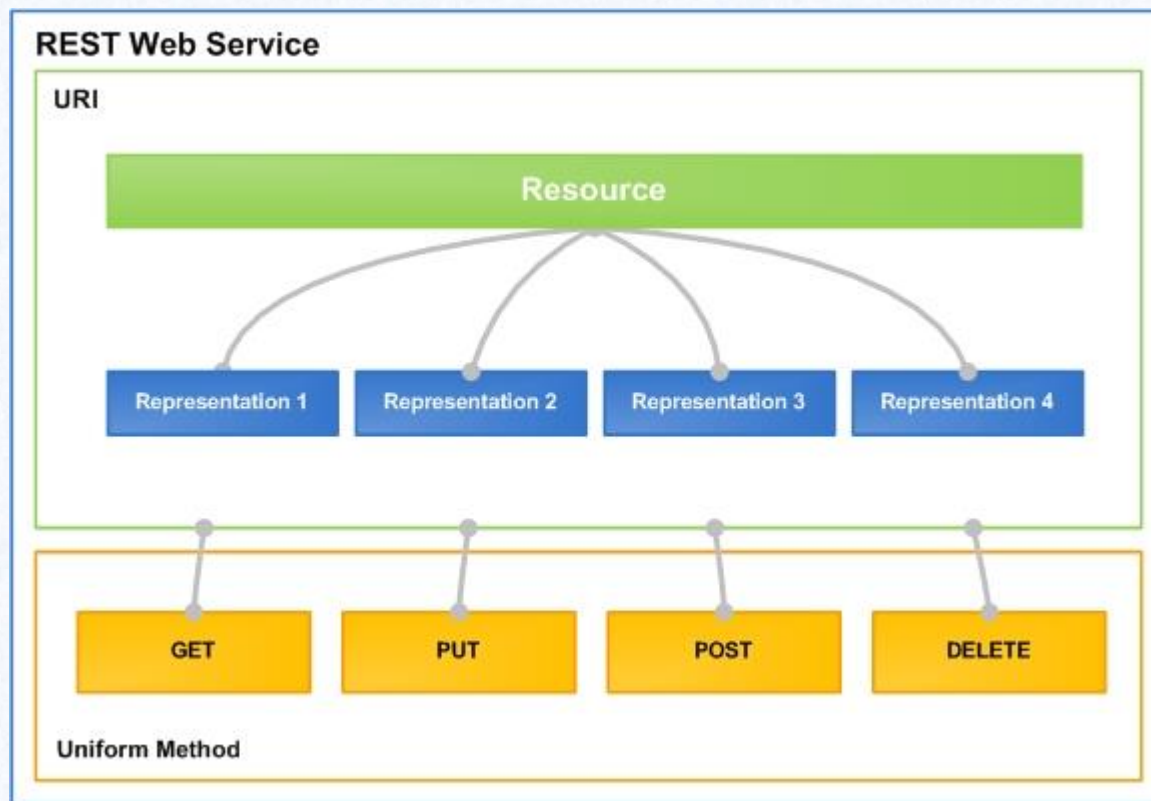 REST Web Service
URI
Resource
Representation 1
Representation 2
Representation 3
Representation 4
GET
PUT
POST
DELETE
Uniform Method